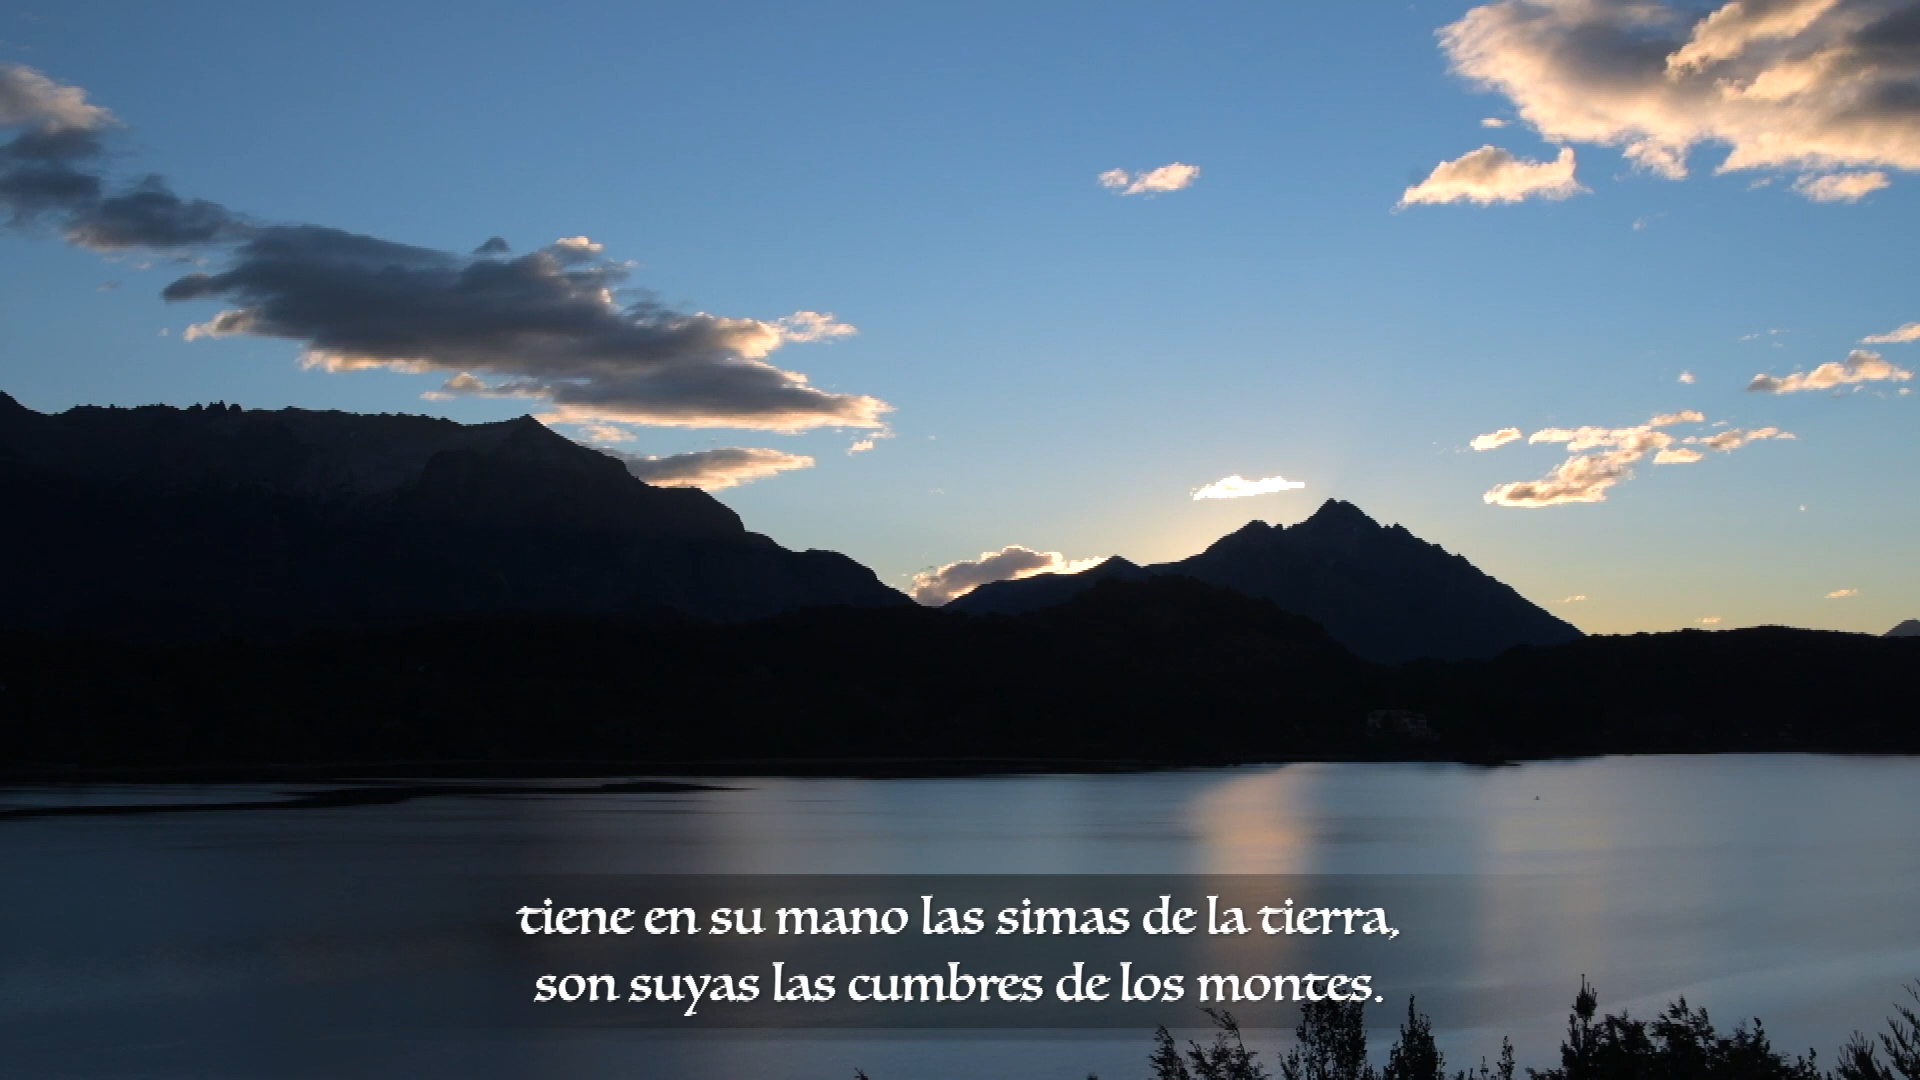 tiene en su mano las simas de la tierra,
son suyas las cumbres de los montes.